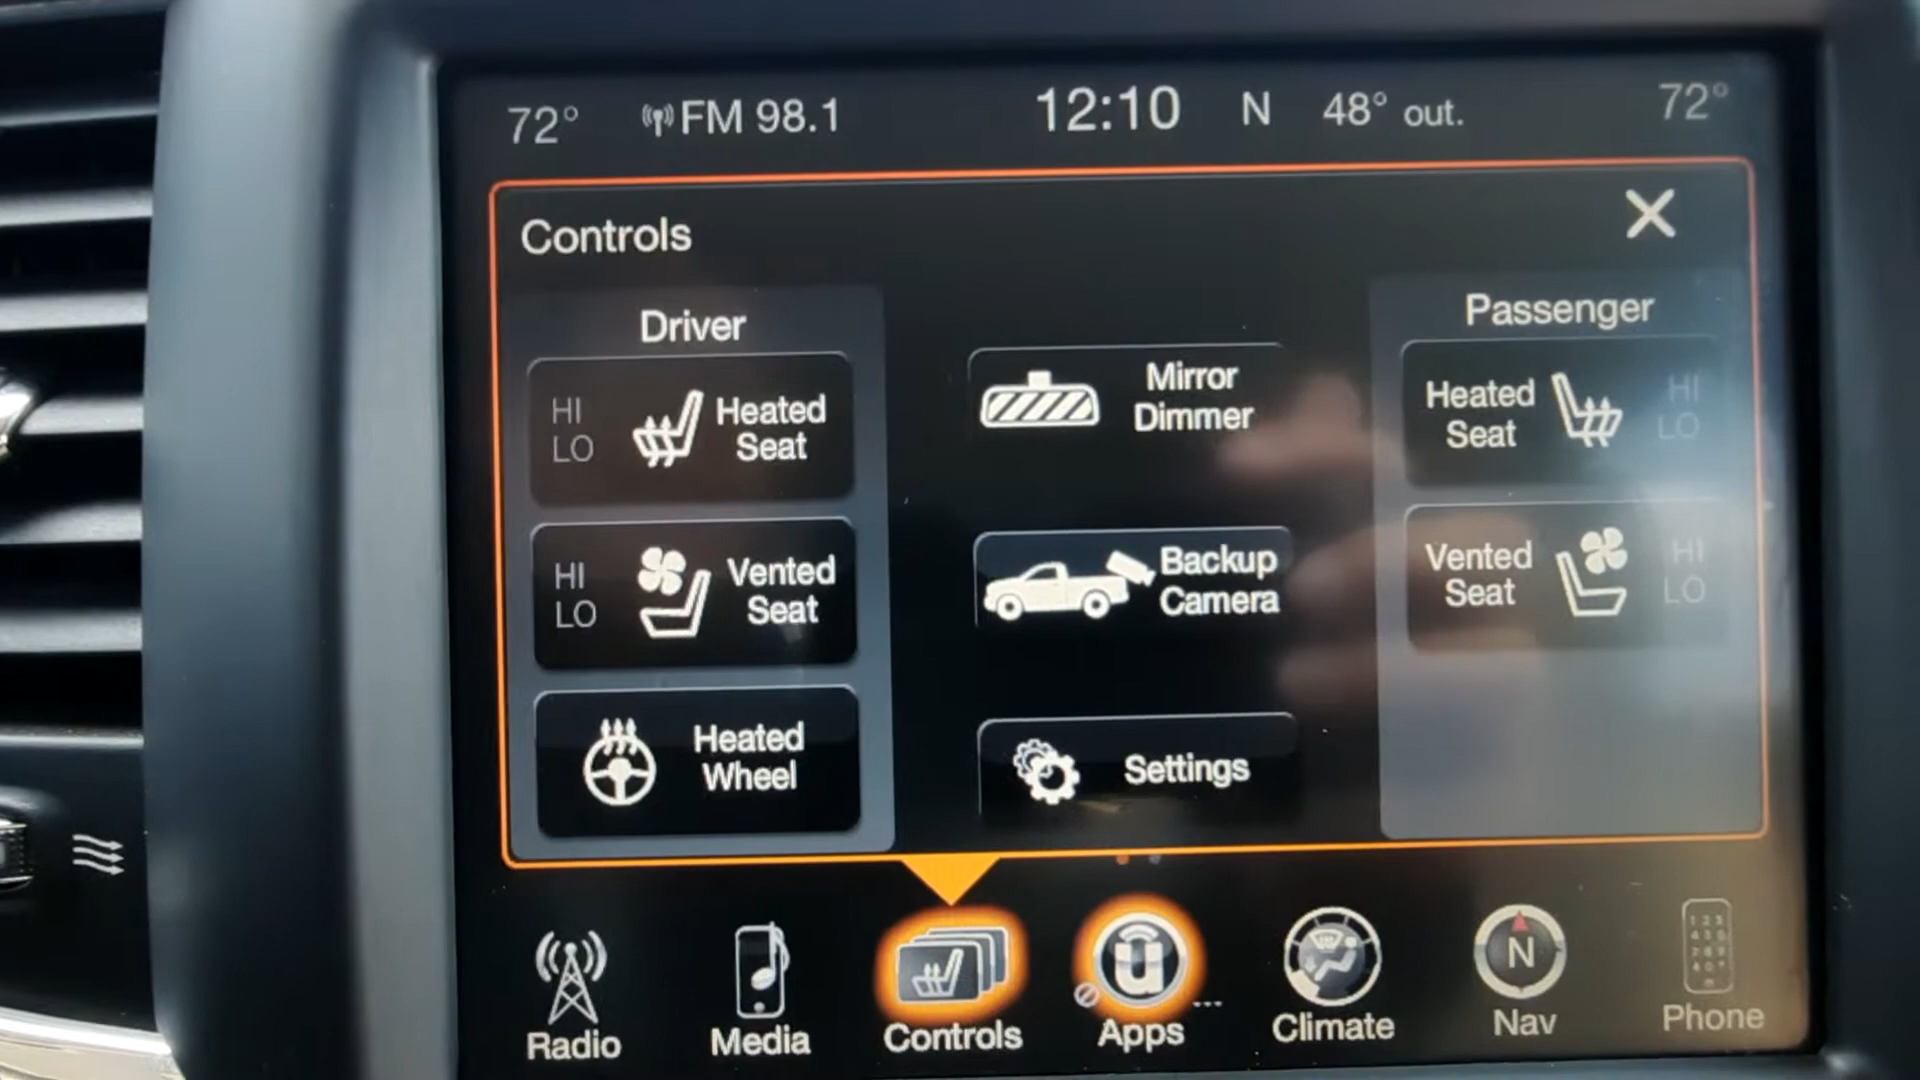 72° FM 98.1 12:10 N 48° out. 72°
Controls
Driver
HI
LO
Heated
Seat
HI
LO
Vented
Seat
Heated
Wheel
Mirror
Dimmer
Backup
Camera
Settings
Passenger
Heated
Seat
HI
LO
Vented
Seat
HI
LO
Radio
Media
Controls
u
Apps
Climate
N
Nav
Phone